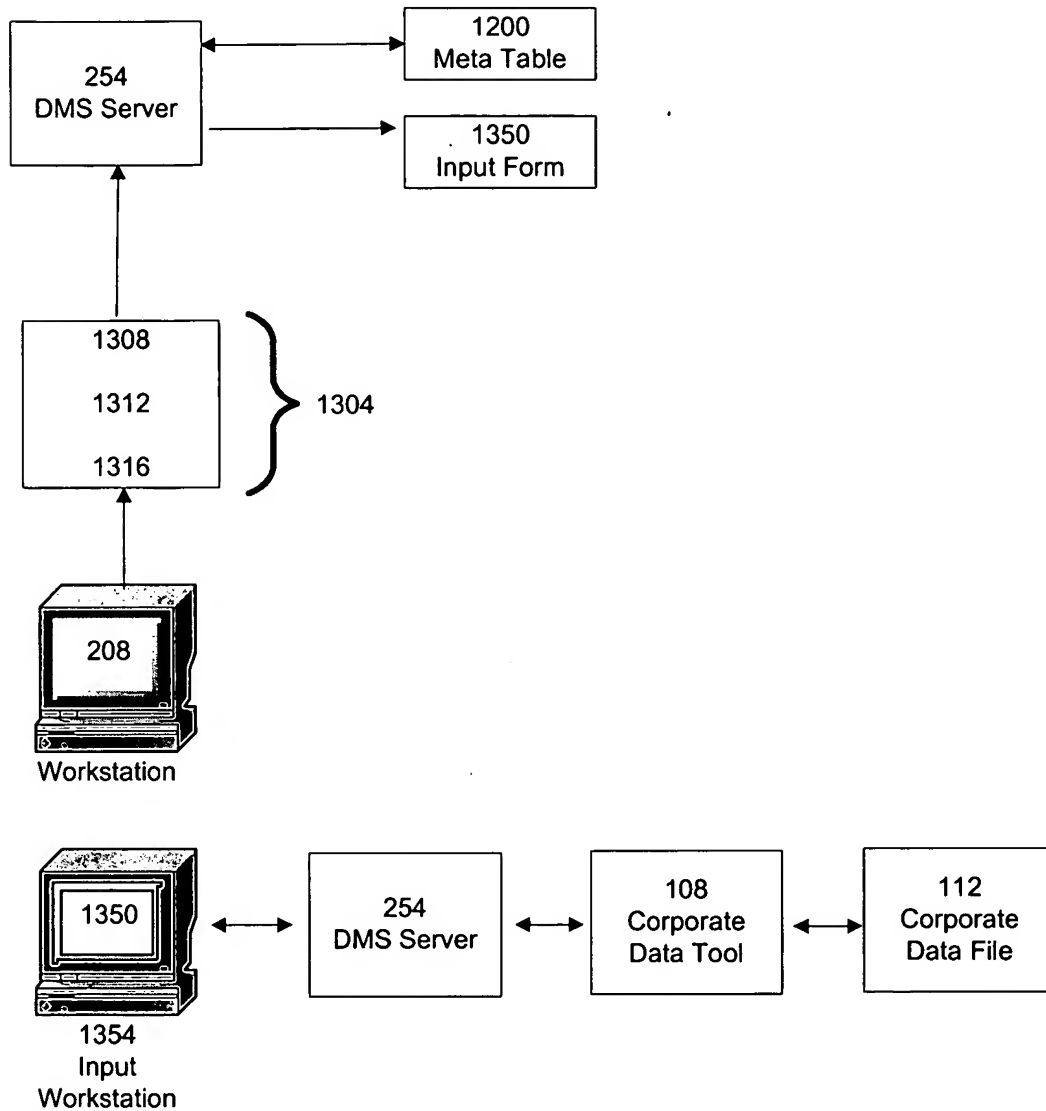 254
DMS Server
1200
Meta Table
1350
Input Form
1308
1312
1316
1304
208
Workstation
1350
1354
Input
Workstation
254
DMS Server
108
Corporate
Data Tool
112
Corporate
Data File